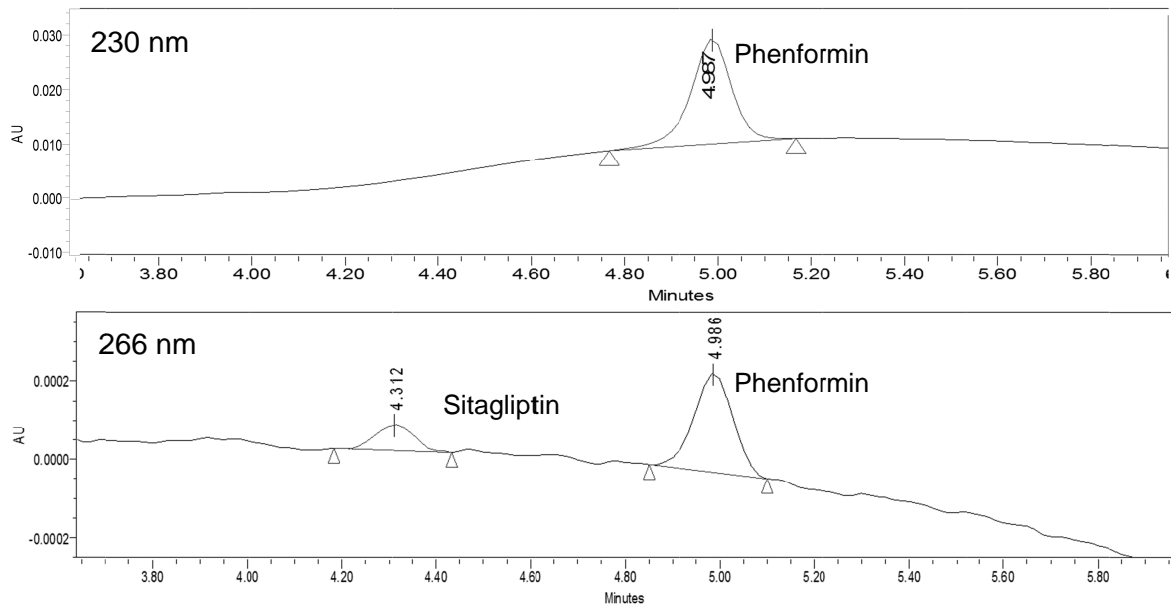 230 nm
Phenformin
4.987
0.030
0.020
AU
0.010
0.000
-0.010
3.80 4.00 4.20 4.40 4.60 4.80 5.00 5.20 5.40 5.60 5.80
Minutes
266 nm
4.312
Sitagliptin
4.986
Phenformin
0.0002
AU
0.0000
-0.0002
3.80 4.00 4.20 4.40 4.60 4.80 5.00 5.20 5.40 5.60 5.80
Minutes